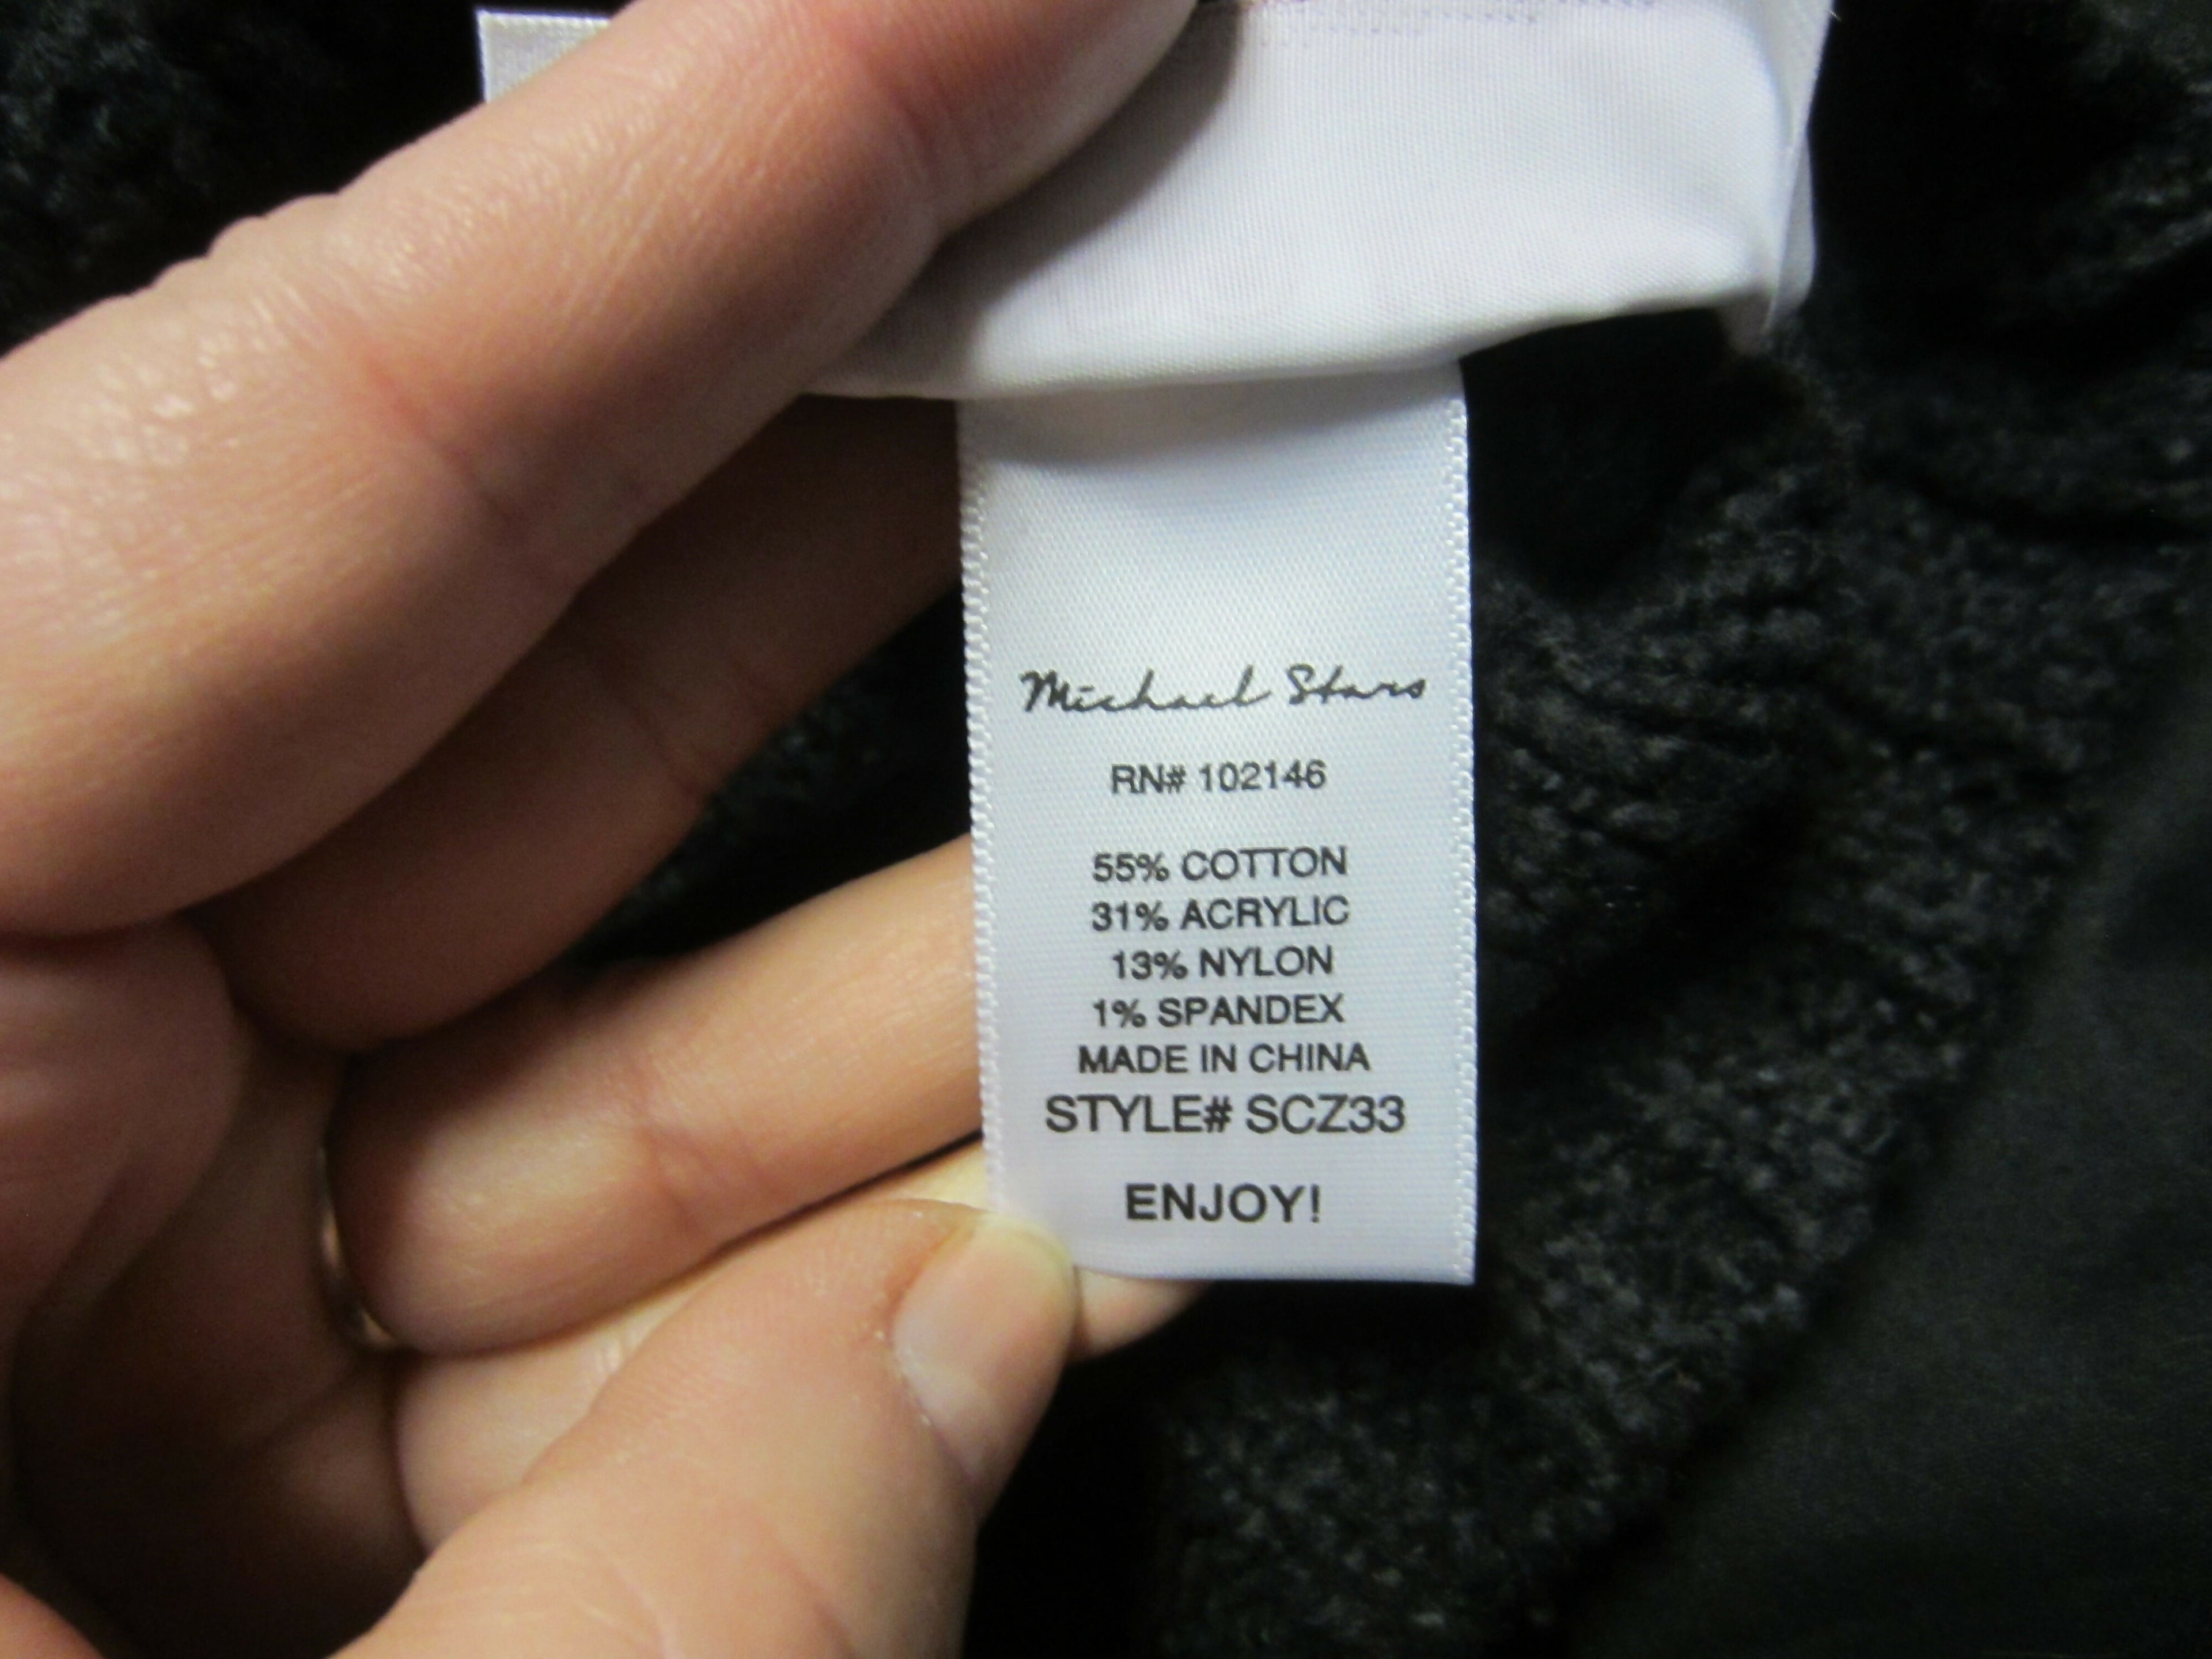 Michael Stars
RN# 102146
55% COTTON
31% ACRYLIC
13% NYLON
1% SPANDEX
MADE IN CHINA
STYLE# SCZ33
ENJOY!